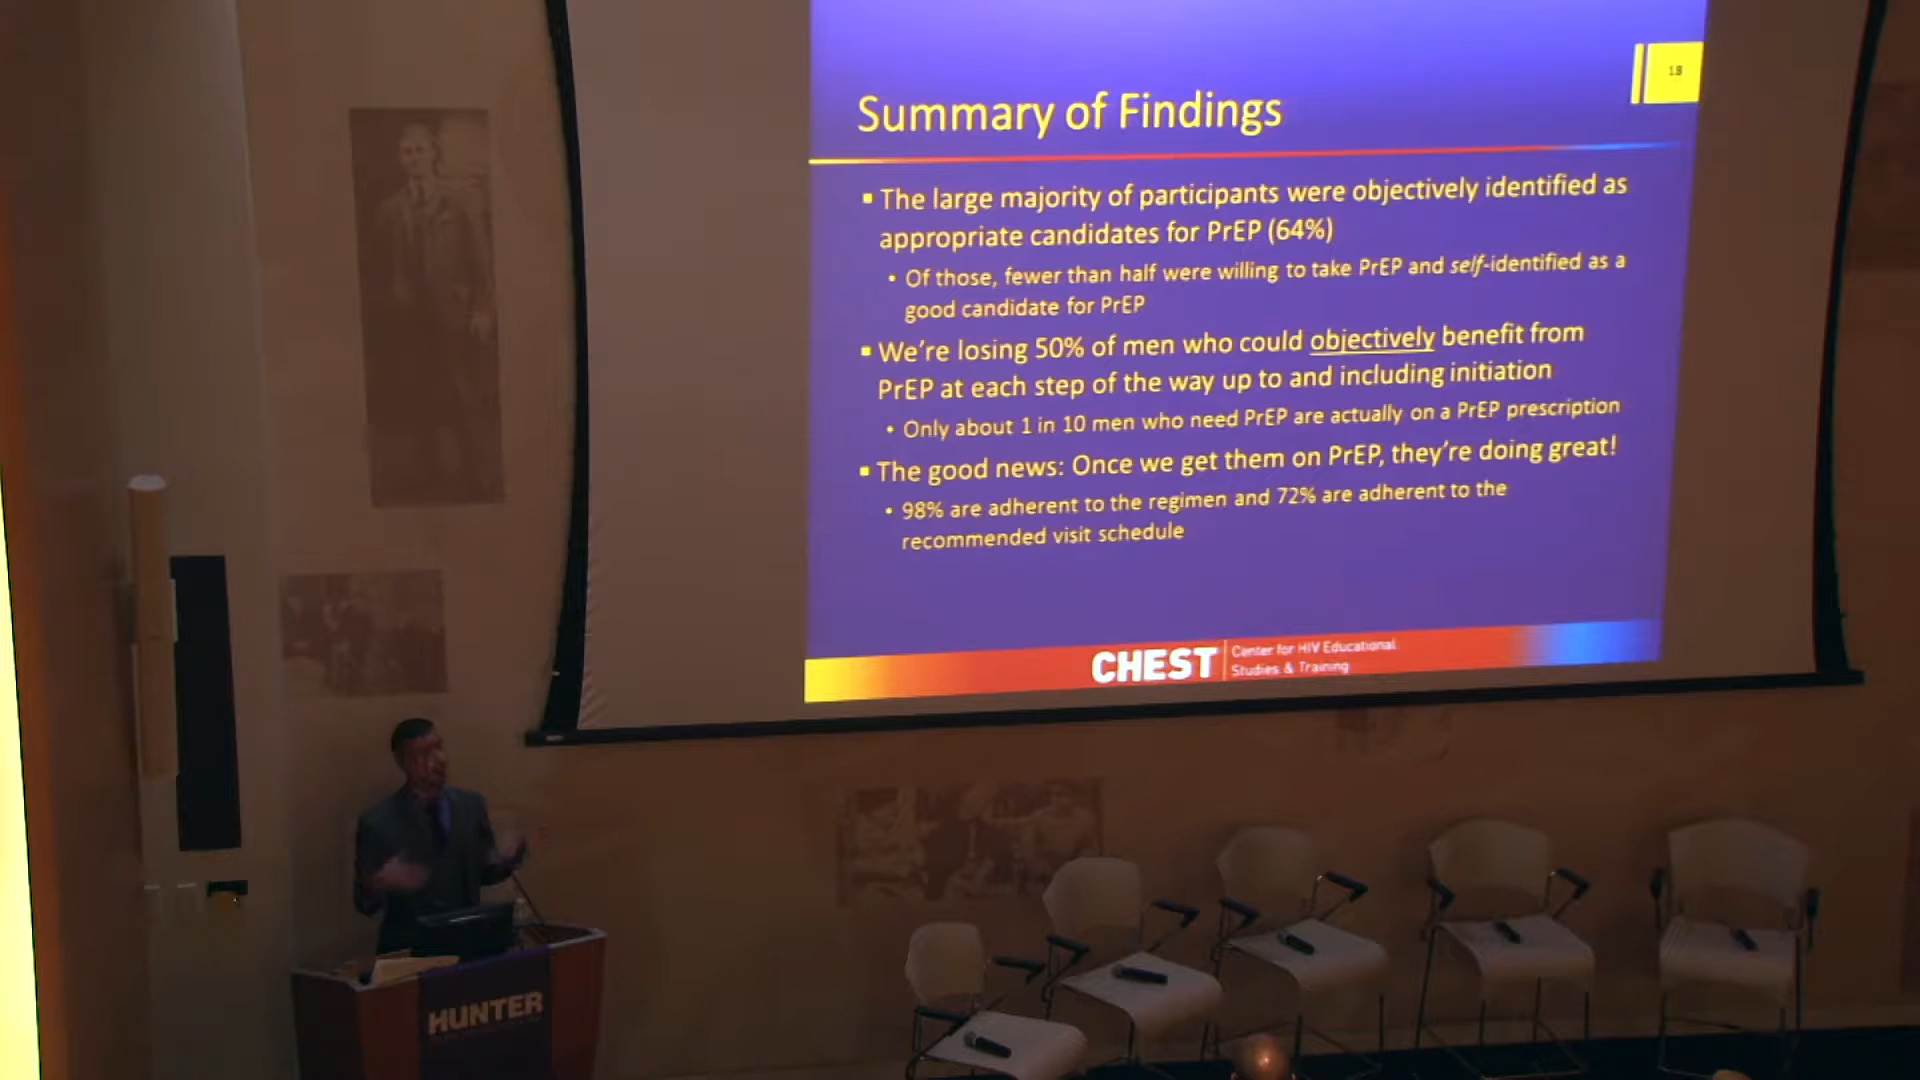 18
Summary of Findings
▪ The large majority of participants were objectively identified as
appropriate candidates for PrEP (64%)
• Of those, fewer than half were willing to take PrEP and self-identified as a
good candidate for PrEP
▪ We're losing 50% of men who could objectively benefit from
PrEP at each step of the way up to and including initiation
• Only about 1 in 10 men who need PrEP are actually on a PrEP prescription
▪ The good news: Once we get them on PrEP, they're doing great!
• 98% are adherent to the regimen and 72% are adherent to the
recommended visit schedule
CHEST
Center for HIV Educational
Studies & Training
HUNTER